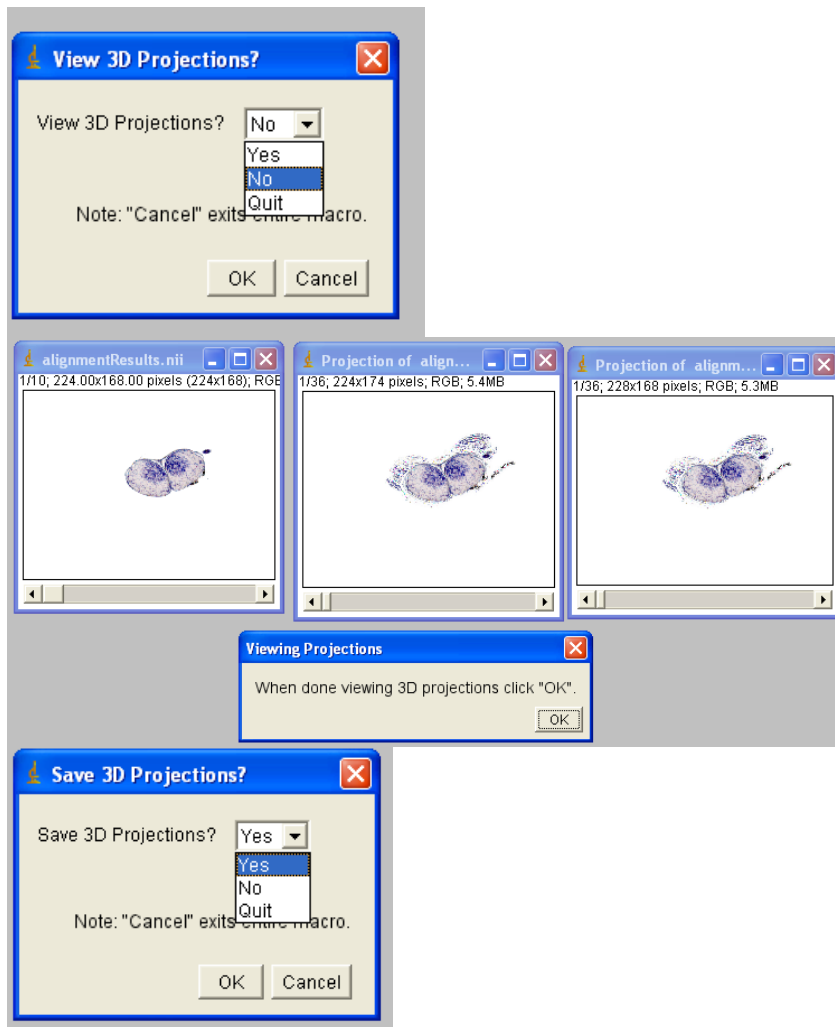 View 3D Projections?
View 3D Projections? No
Yes
No
Quit
Note: "Cancel" exits entire macro.
OK Cancel
alignmentResults.nii
1/10; 224.00x168.00 pixels (224x168); RGE
Projection of align...
1/36; 224x174 pixels; RGB; 5.4MB
Projection of alignm...
1/36; 228x168 pixels; RGB; 5.3MB
Viewing Projections
When done viewing 3D projections click "OK".
OK
Save 3D Projections?
Save 3D Projections? Yes
Yes
No
Quit
Note: "Cancel" exits entire macro.
OK Cancel